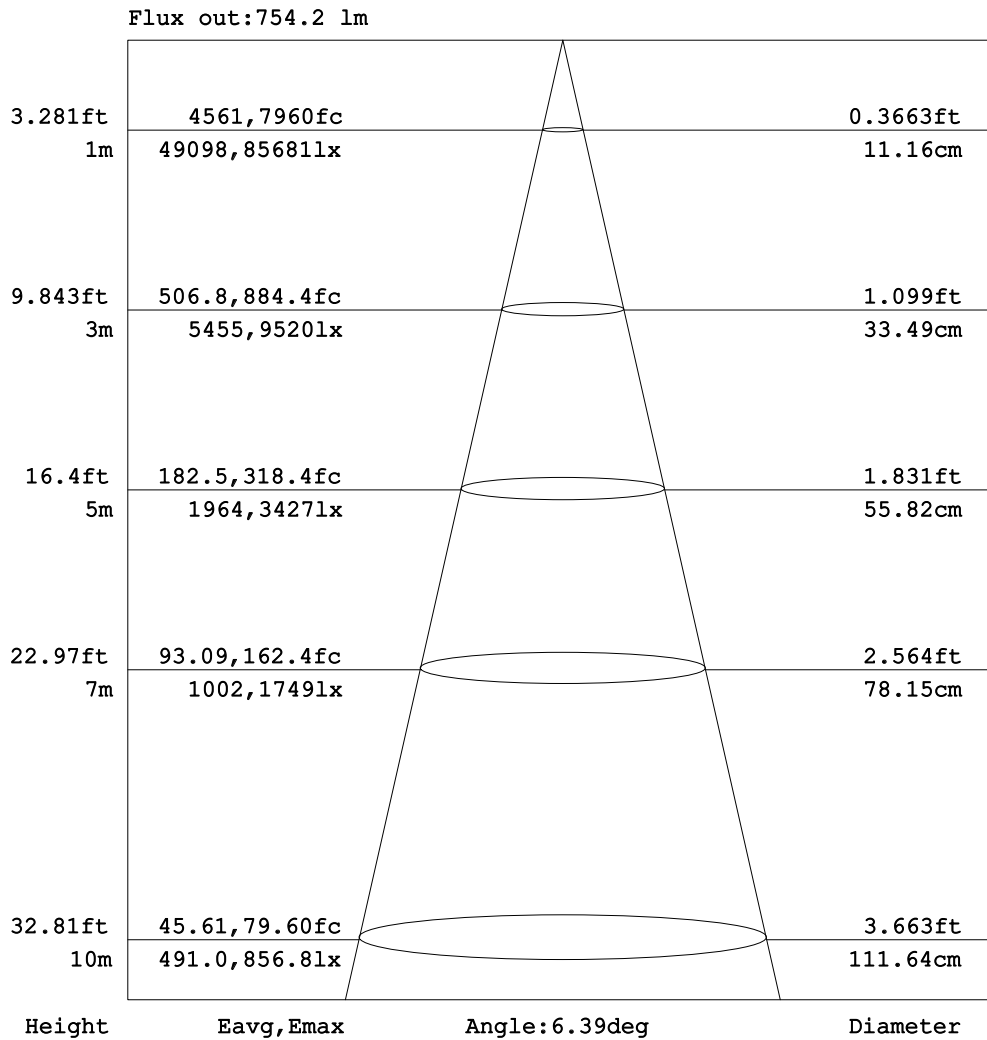 Flux out:754.2 lm
3.281ft 4561,7960fc 0.3663ft
1m 49098,85681lx 11.16cm
9.843ft 506.8,884.4fc 1.099ft
3m 5455,9520lx 33.49cm
16.4ft 182.5,318.4fc 1.831ft
5m 1964,3427lx 55.82cm
22.97ft 93.09,162.4fc 2.564ft
7m 1002,1749lx 78.15cm
32.81ft 45.61,79.60fc 3.663ft
10m 491.0,856.8lx 111.64cm
Height Eavg,Emax Angle:6.39deg Diameter